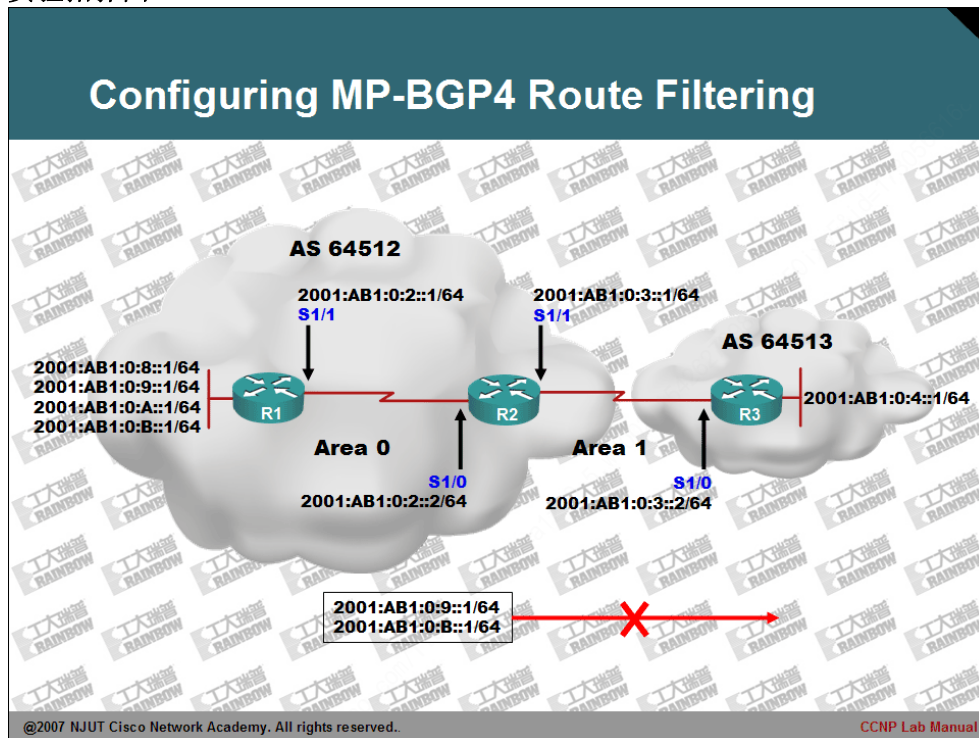 Configuring MP-BGP4 Route Filtering
AS 64512
2001:AB1:0:2::1/64
S1/1
2001:AB1:0:3::1/64
S1/1
AS 64513
2001:AB1:0:8::1/64
2001:AB1:0:9::1/64
2001:AB1:0:A::1/64
2001:AB1:0:B::1/64
R1
R2
R3
2001:AB1:0:4::1/64
Area 0
Area 1
S1/0
2001:AB1:0:2::2/64
S1/0
2001:AB1:0:3::2/64
2001:AB1:0:9::1/64
2001:AB1:0:B::1/64
工大瑞普
RAINBOW
@2007 NJUT Cisco Network Academy. All rights reserved..
CCNP Lab Manual